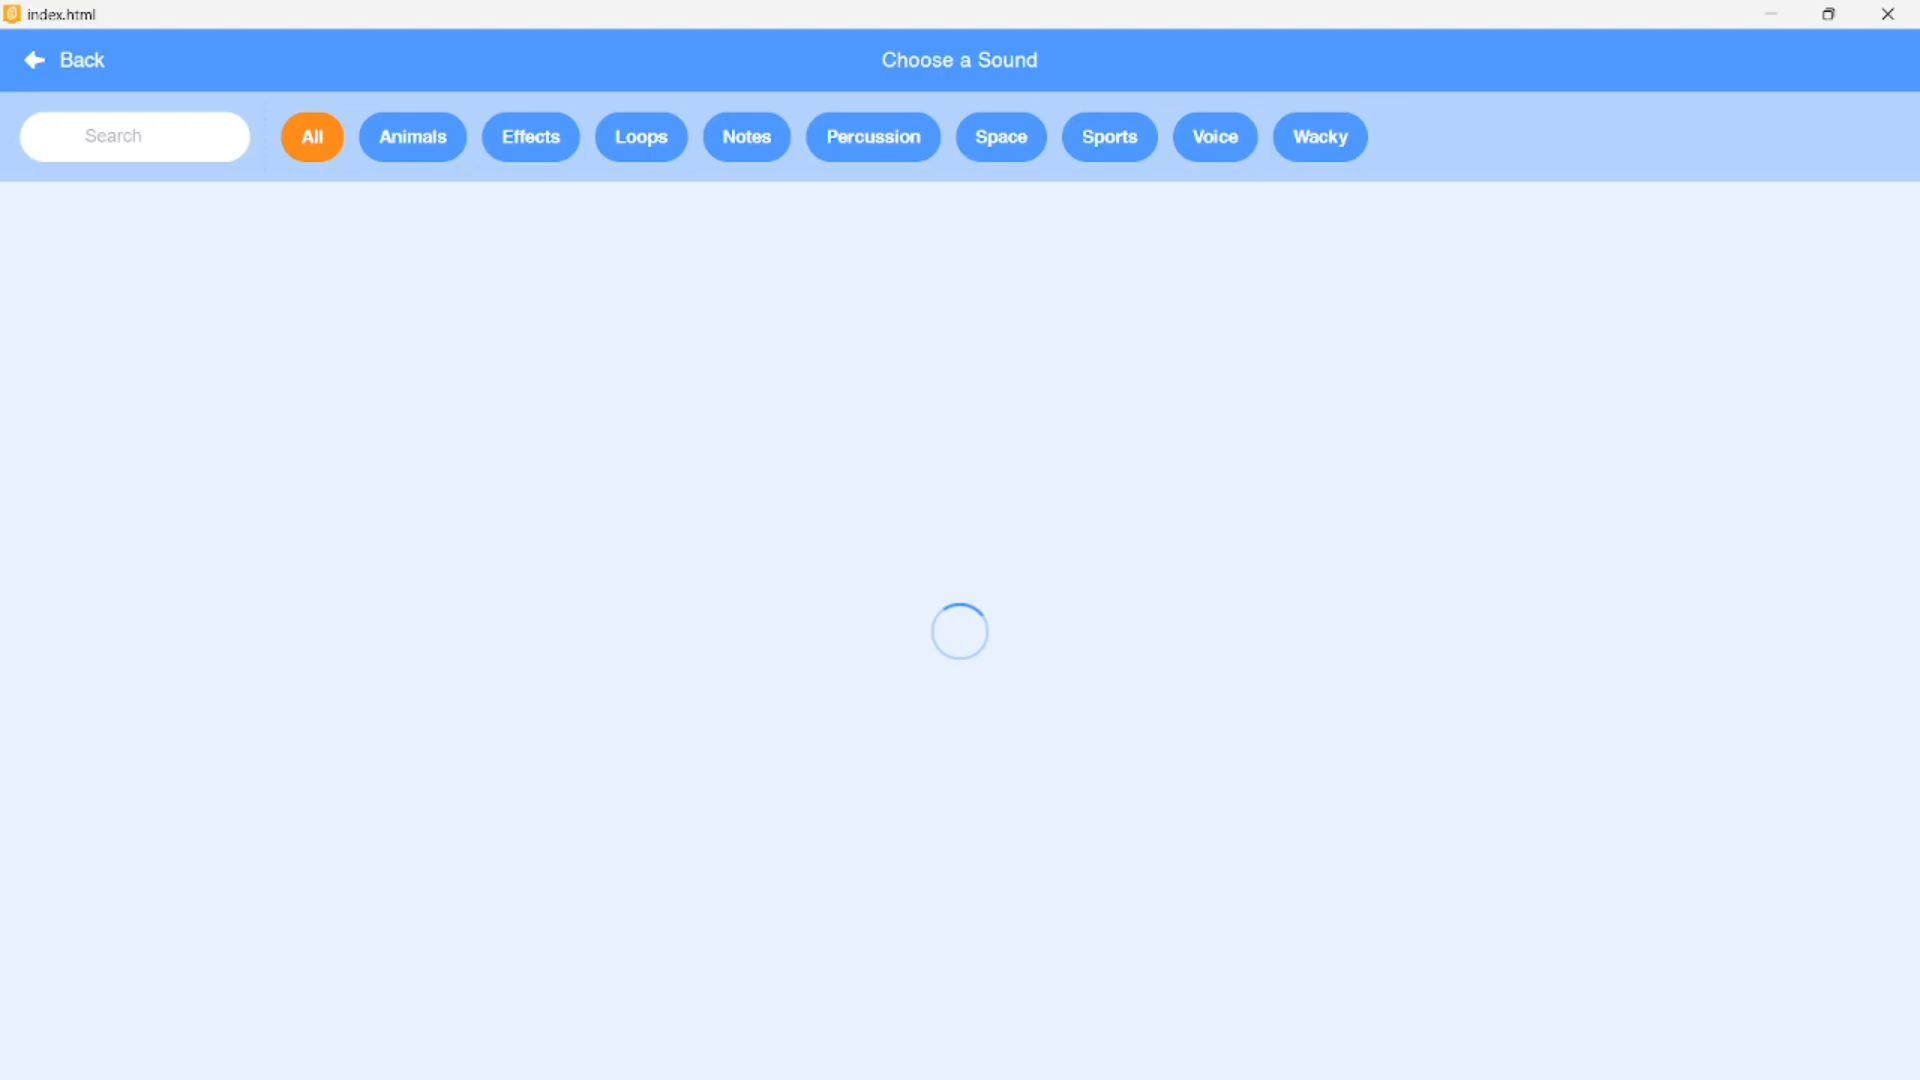 index.html
Back
Choose a Sound
Search
All
Animals
Effects
Loops
Notes
Percussion
Space
Sports
Voice
Wacky